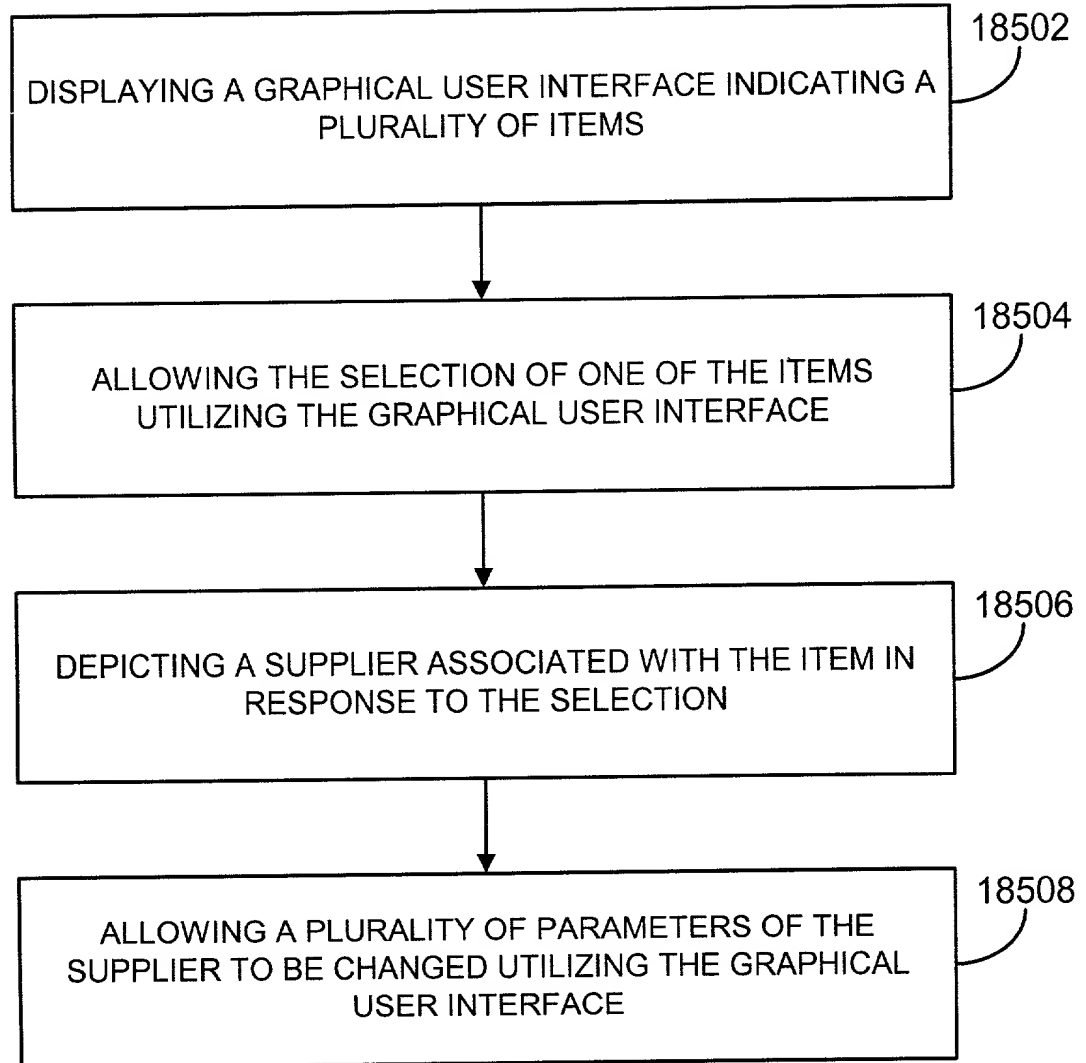 18502
DISPLAYING A GRAPHICAL USER INTERFACE INDICATING A
PLURALITY OF ITEMS
18504
ALLOWING THE SELECTION OF ONE OF THE ITEMS
UTILIZING THE GRAPHICAL USER INTERFACE
18506
DEPICTING A SUPPLIER ASSOCIATED WITH THE ITEM IN
RESPONSE TO THE SELECTION
18508
ALLOWING A PLURALITY OF PARAMETERS OF THE
SUPPLIER TO BE CHANGED UTILIZING THE GRAPHICAL
USER INTERFACE